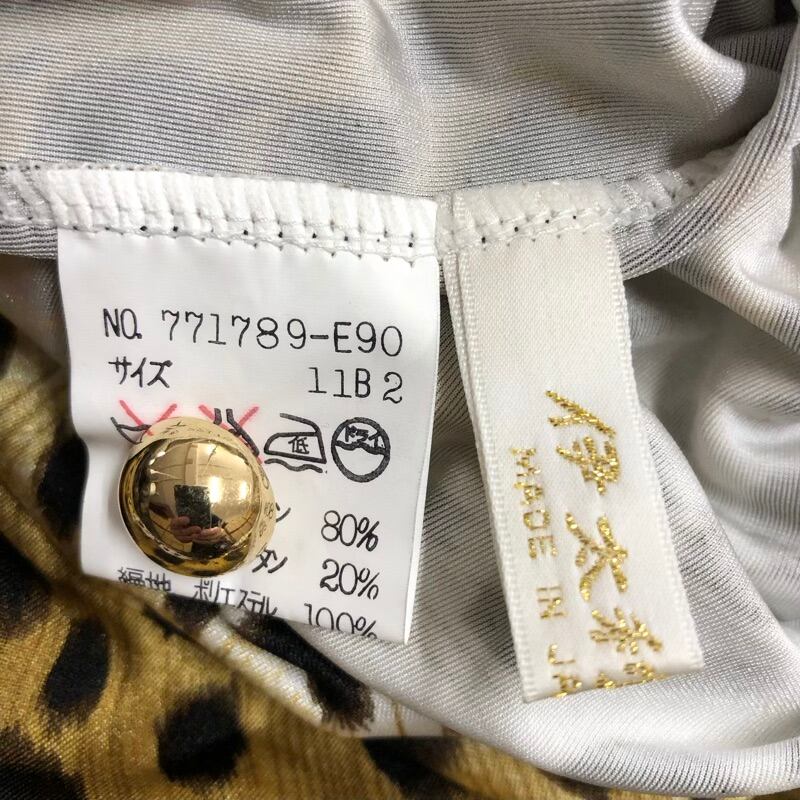 NO. 771789-E90
サイズ 11B2
低 ドライ
ン 80%
タン 20%
ポリエステル 100%
伊太利
MADE IN JA